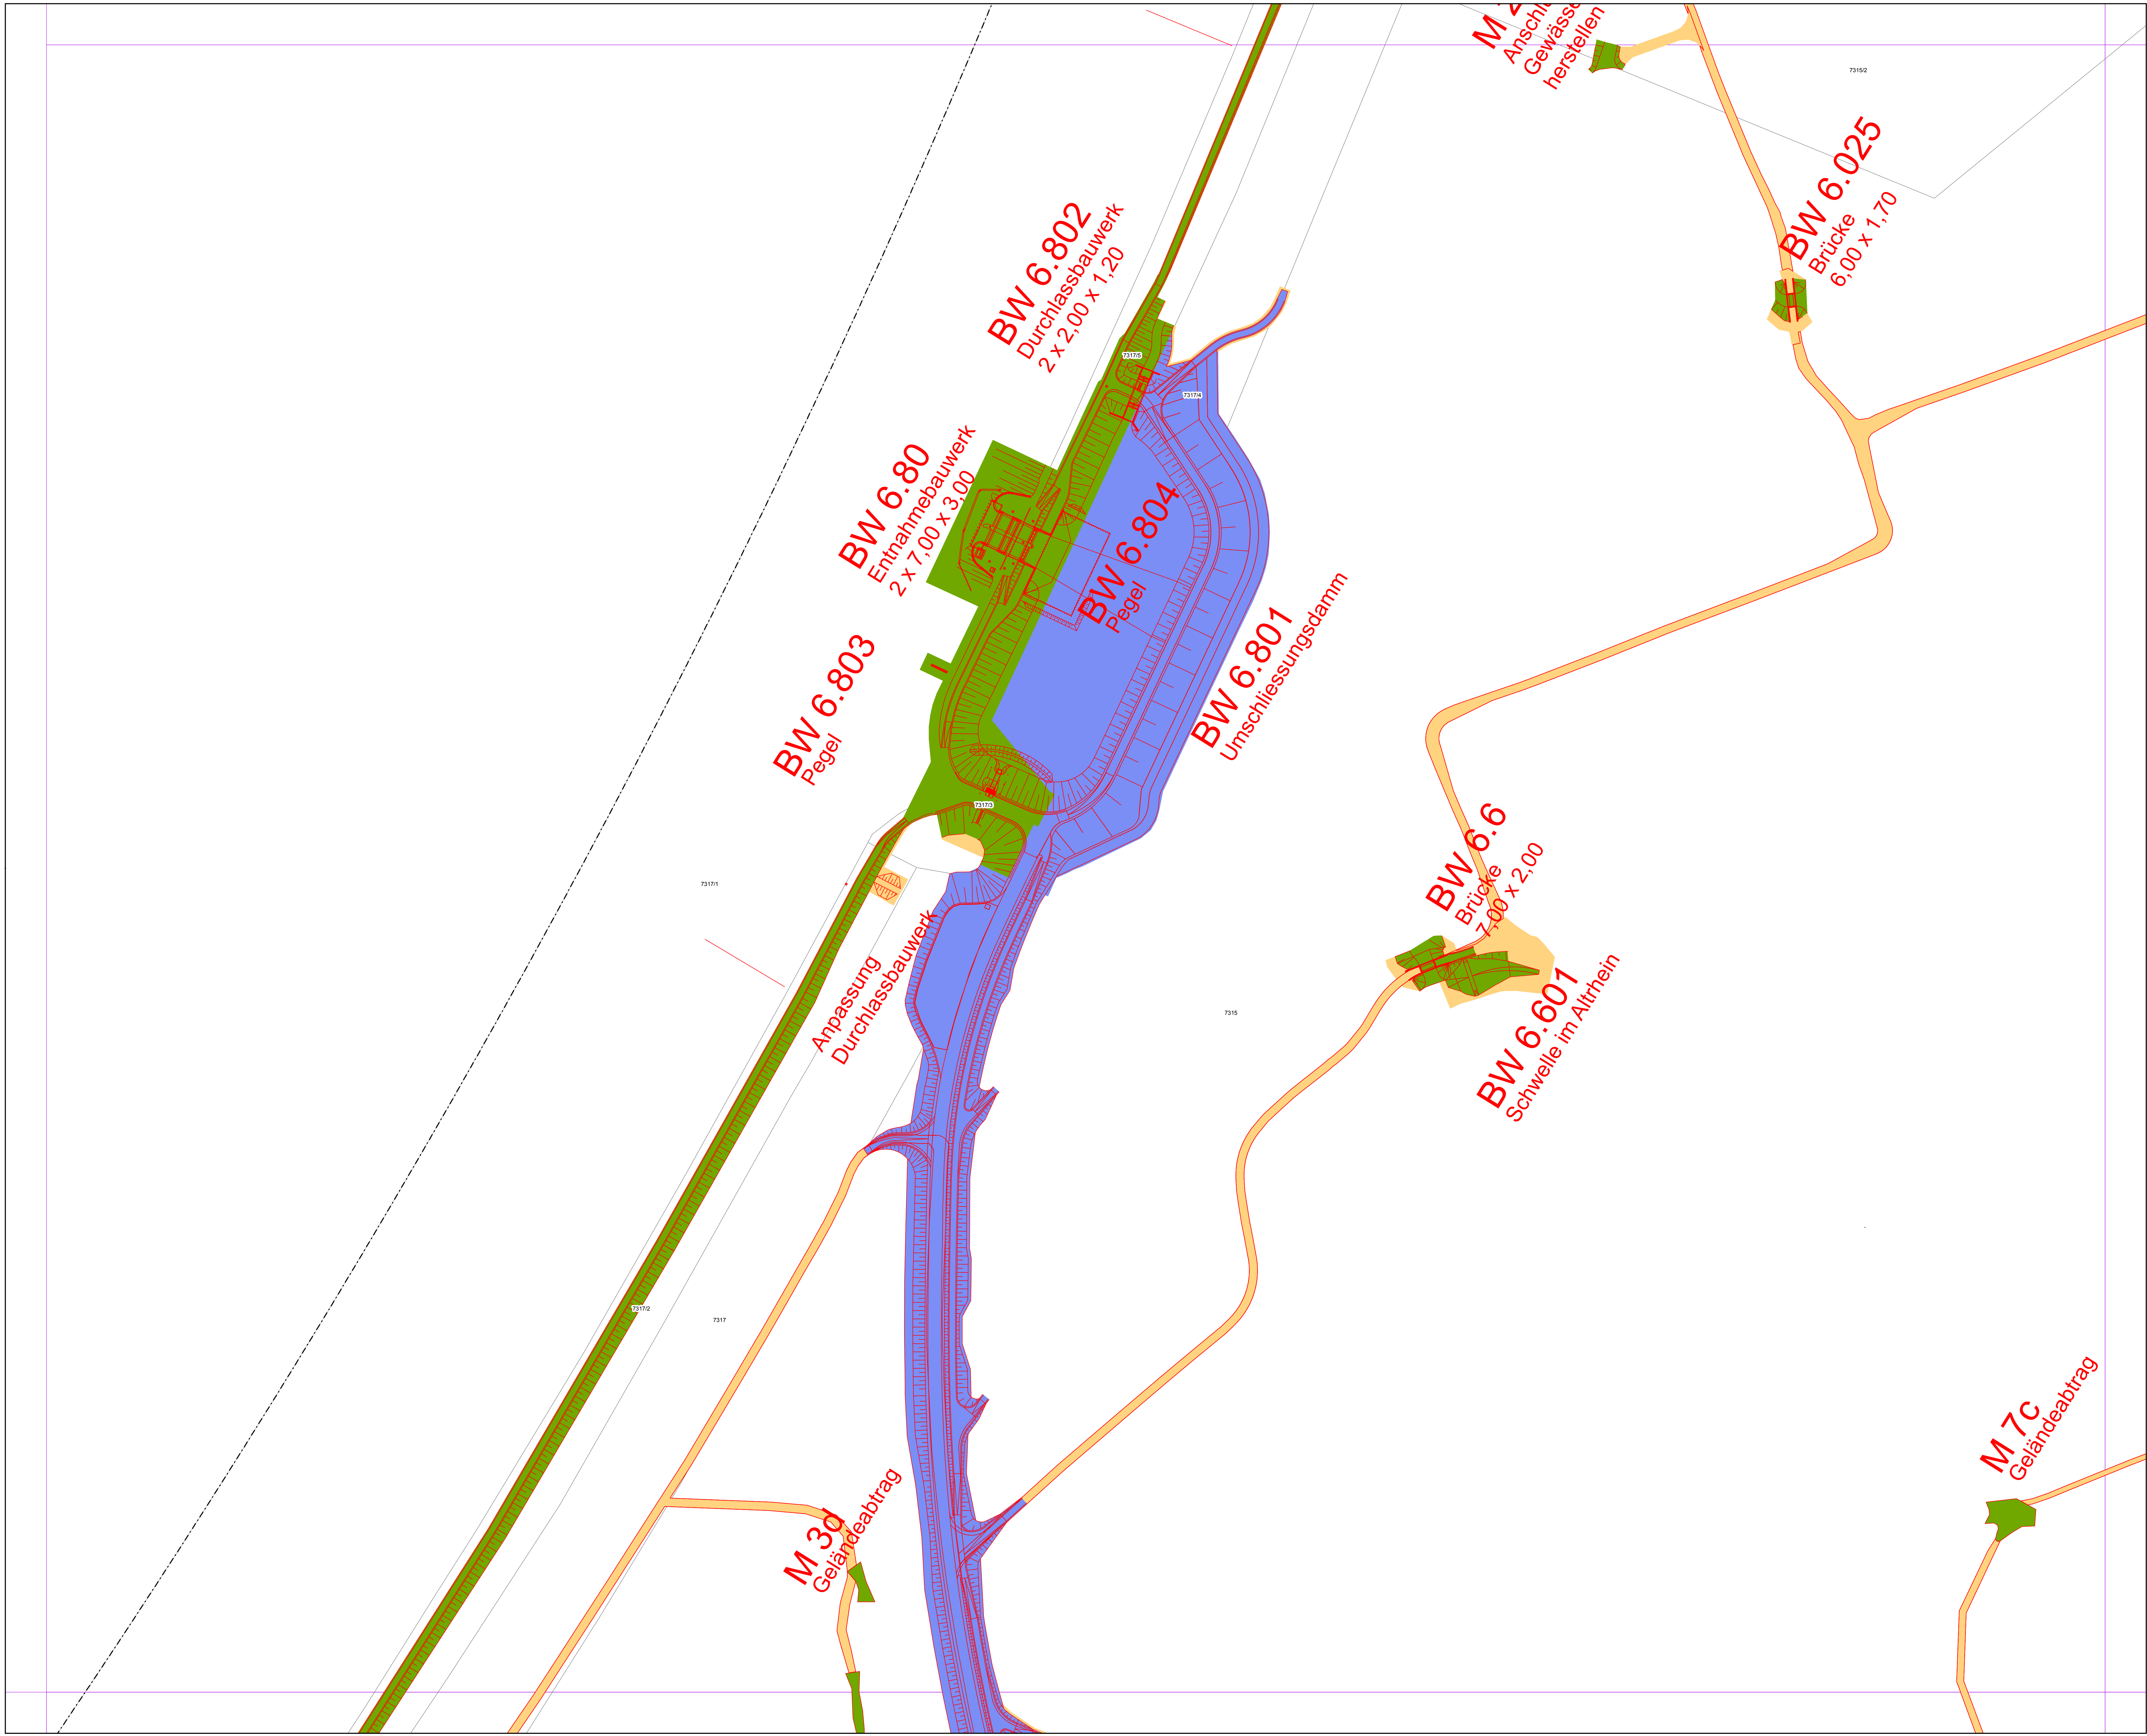 Gewässer
herstellen
7315/2
BW 6.025
Brücke
6,00 x 1,70
BW 6.802
Durchlassbauwerk
2 x 2,00 x 1,20
7317/5
7317/4
BW 6.80
Entnahmebauwerk
2 x 7,00 x 3,00
BW 6.804
Pegel
BW 6.801
Umschliessungsdamm
BW 6.803
Pegel
7317/3
7317/1
Anpassung
Durchlassbauwerk
BW 6.6
Brücke
7,00 x 2,00
7315
BW 6.601
Schwelle im Altrhein
7317/2
7317
M 3d
Geländeabtrag
M 7c
Geländeabtrag